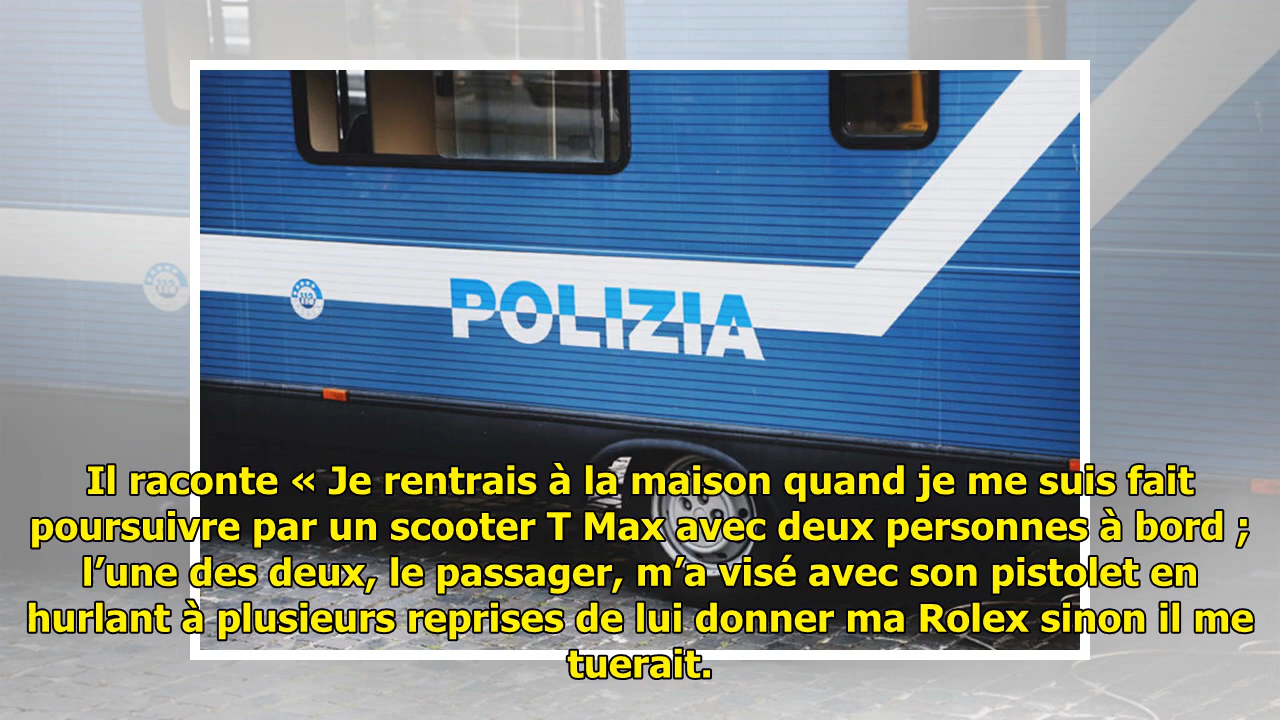 POLIZIA
Il raconte « Je rentrais à la maison quand je me suis fait
poursuivre par un scooter T Max avec deux personnes à bord ;
l’une des deux, le passager, m’a visé avec son pistolet en
hurlant à plusieurs reprises de lui donner ma Rolex sinon il me
tuerait.